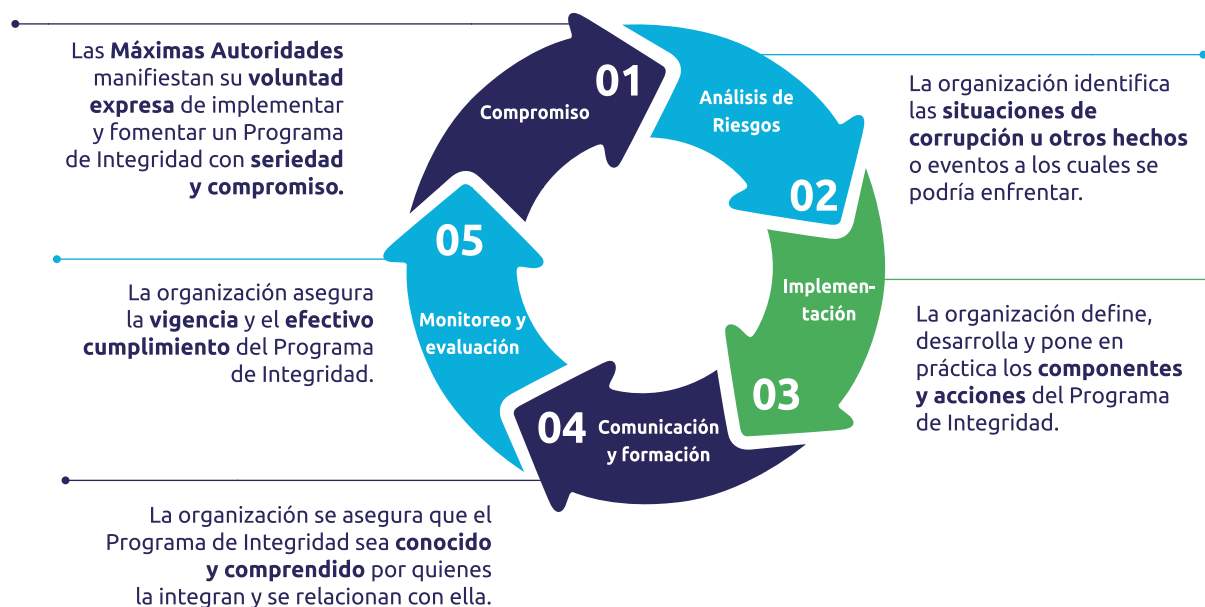 01
Compromiso
Las Máximas Autoridades
manifiestan su voluntad
expresa de implementar
y fomentar un Programa
de Integridad con seriedad
y compromiso.
Análisis de
Riesgos
02
La organización identifica
las situaciones de
corrupción u otros hechos
o eventos a los cuales se
podría enfrentar.
Implemen-
tación
03
La organización define,
desarrolla y pone en
práctica los componentes
y acciones del Programa
de Integridad.
04
Comunicación
y formación
La organización se asegura que el
Programa de Integridad sea conocido
y comprendido por quienes
la integran y se relacionan con ella.
05
Monitoreo y
evaluación
La organización asegura
la vigencia y el efectivo
cumplimiento del Programa
de Integridad.